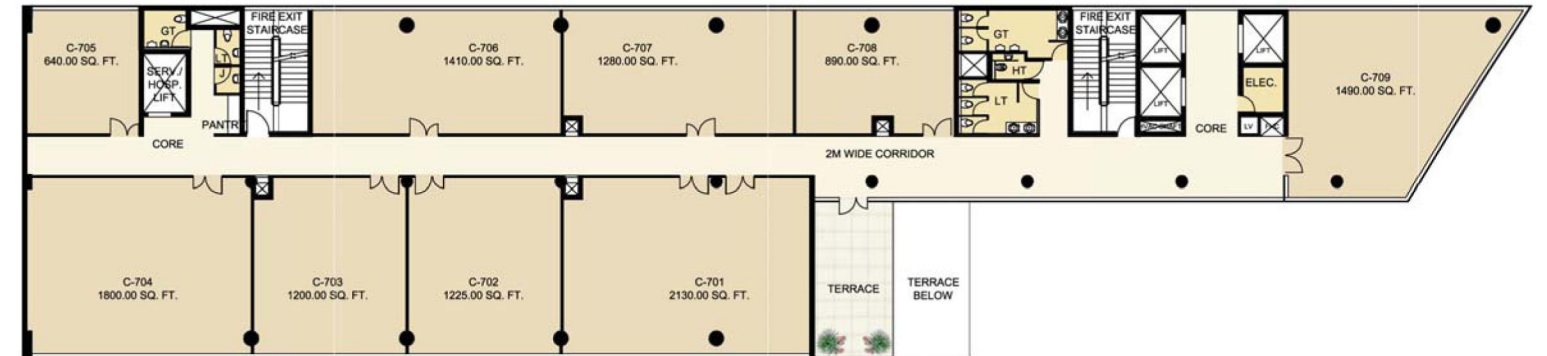 C-705
640.00 SQ. FT.
GT
SERV./
HOSP.
LIFT
LT
J
PANTRY
CORE
FIRE EXIT
STAIRCASE
C-706
1410.00 SQ. FT.
C-707
1280.00 SQ. FT.
C-708
890.00 SQ. FT.
GT
HT
LT
FIRE EXIT
STAIRCASE
LIFT
LIFT
LIFT
ELEC.
LV
CORE
C-709
1490.00 SQ. FT.
2M WIDE CORRIDOR
C-704
1800.00 SQ. FT.
C-703
1200.00 SQ. FT.
C-702
1225.00 SQ. FT.
C-701
2130.00 SQ. FT.
TERRACE
TERRACE
BELOW